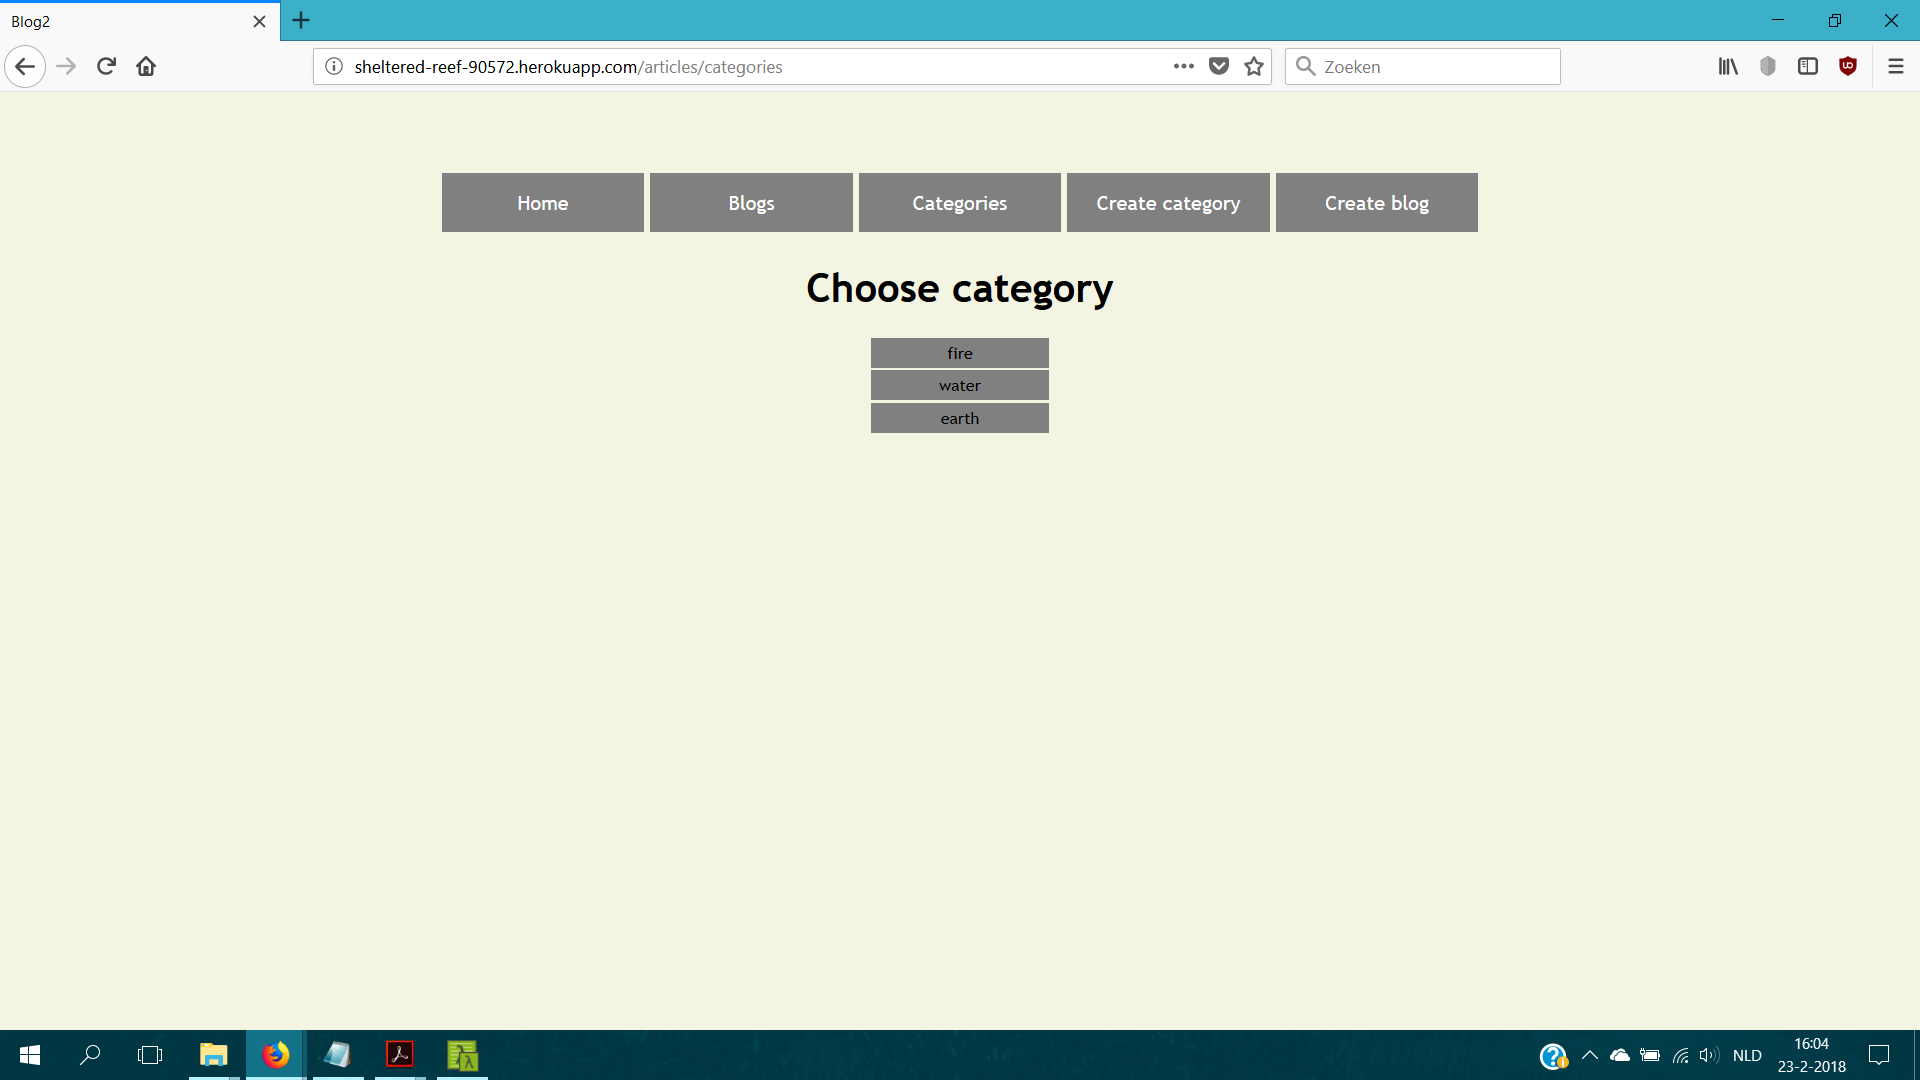 Blog2
sheltered-reef-90572.herokuapp.com/articles/categories
Zoeken
Home
Blogs
Categories
Create category
Create blog
Choose category
fire
water
earth
NLD
16:04
23-2-2018